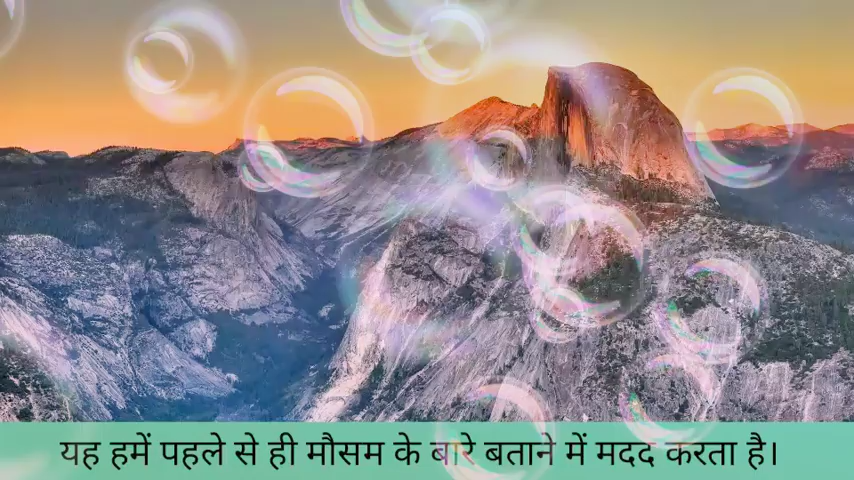 यह हमें पहले से ही मौसम के बारे बताने में मदद करता है।